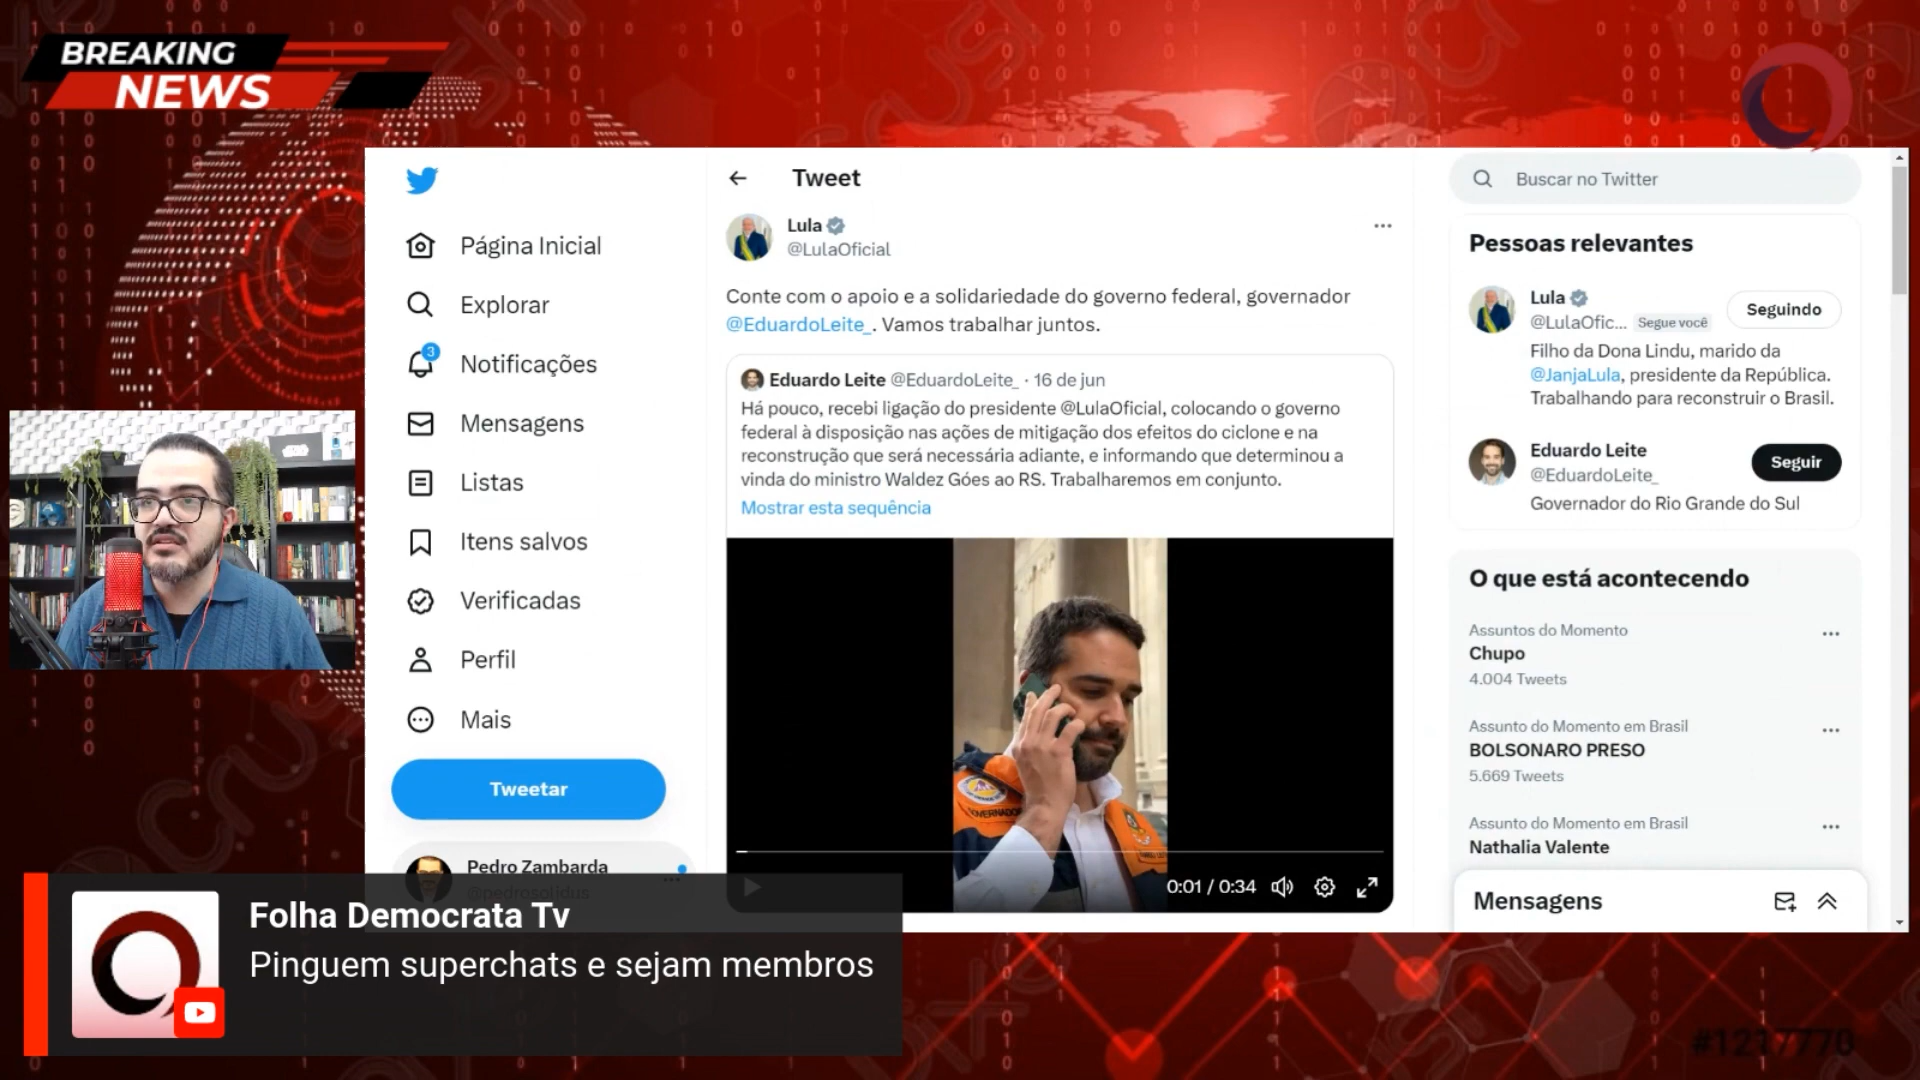 BREAKING
NEWS
Página Inicial
Explorar
3
Notificações
Mensagens
Listas
Itens salvos
Verificadas
Perfil
Mais
Tweetar
Pedro Zambarda
@pedrosolidus
Tweet
Lula
@LulaOficial
Conte com o apoio e a solidariedade do governo federal, governador
@EduardoLeite_. Vamos trabalhar juntos.
Eduardo Leite @EduardoLeite_ · 16 de jun
Há pouco, recebi ligação do presidente @LulaOficial, colocando o governo
federal à disposição nas ações de mitigação dos efeitos do ciclone e na
reconstrução que será necessária adiante, e informando que determinou a
vinda do ministro Waldez Góes ao RS. Trabalharemos em conjunto.
Mostrar esta sequência
GOVERNADOR
0:01 / 0:34
Buscar no Twitter
Pessoas relevantes
Lula
@LulaOfic... Segue você
Seguindo
Filho da Dona Lindu, marido da
@JanjaLula, presidente da República.
Trabalhando para reconstruir o Brasil.
Eduardo Leite
@EduardoLeite_
Seguir
Governador do Rio Grande do Sul
O que está acontecendo
Assuntos do Momento
Chupo
4.004 Tweets
Assunto do Momento em Brasil
BOLSONARO PRESO
5.669 Tweets
Assunto do Momento em Brasil
Nathalia Valente
Mensagens
Folha Democrata Tv
Pinguem superchats e sejam membros
#1217770